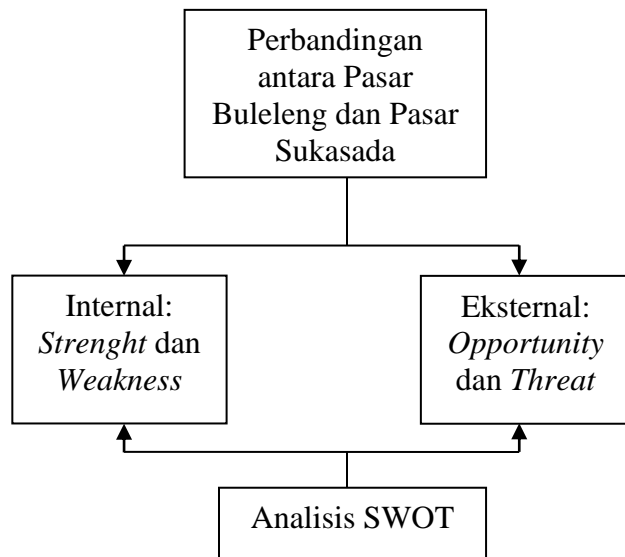 Perbandingan
antara Pasar
Buleleng dan Pasar
Sukasada
Internal:
Strenght dan
Weakness
Eksternal:
Opportunity
dan Threat
Analisis SWOT